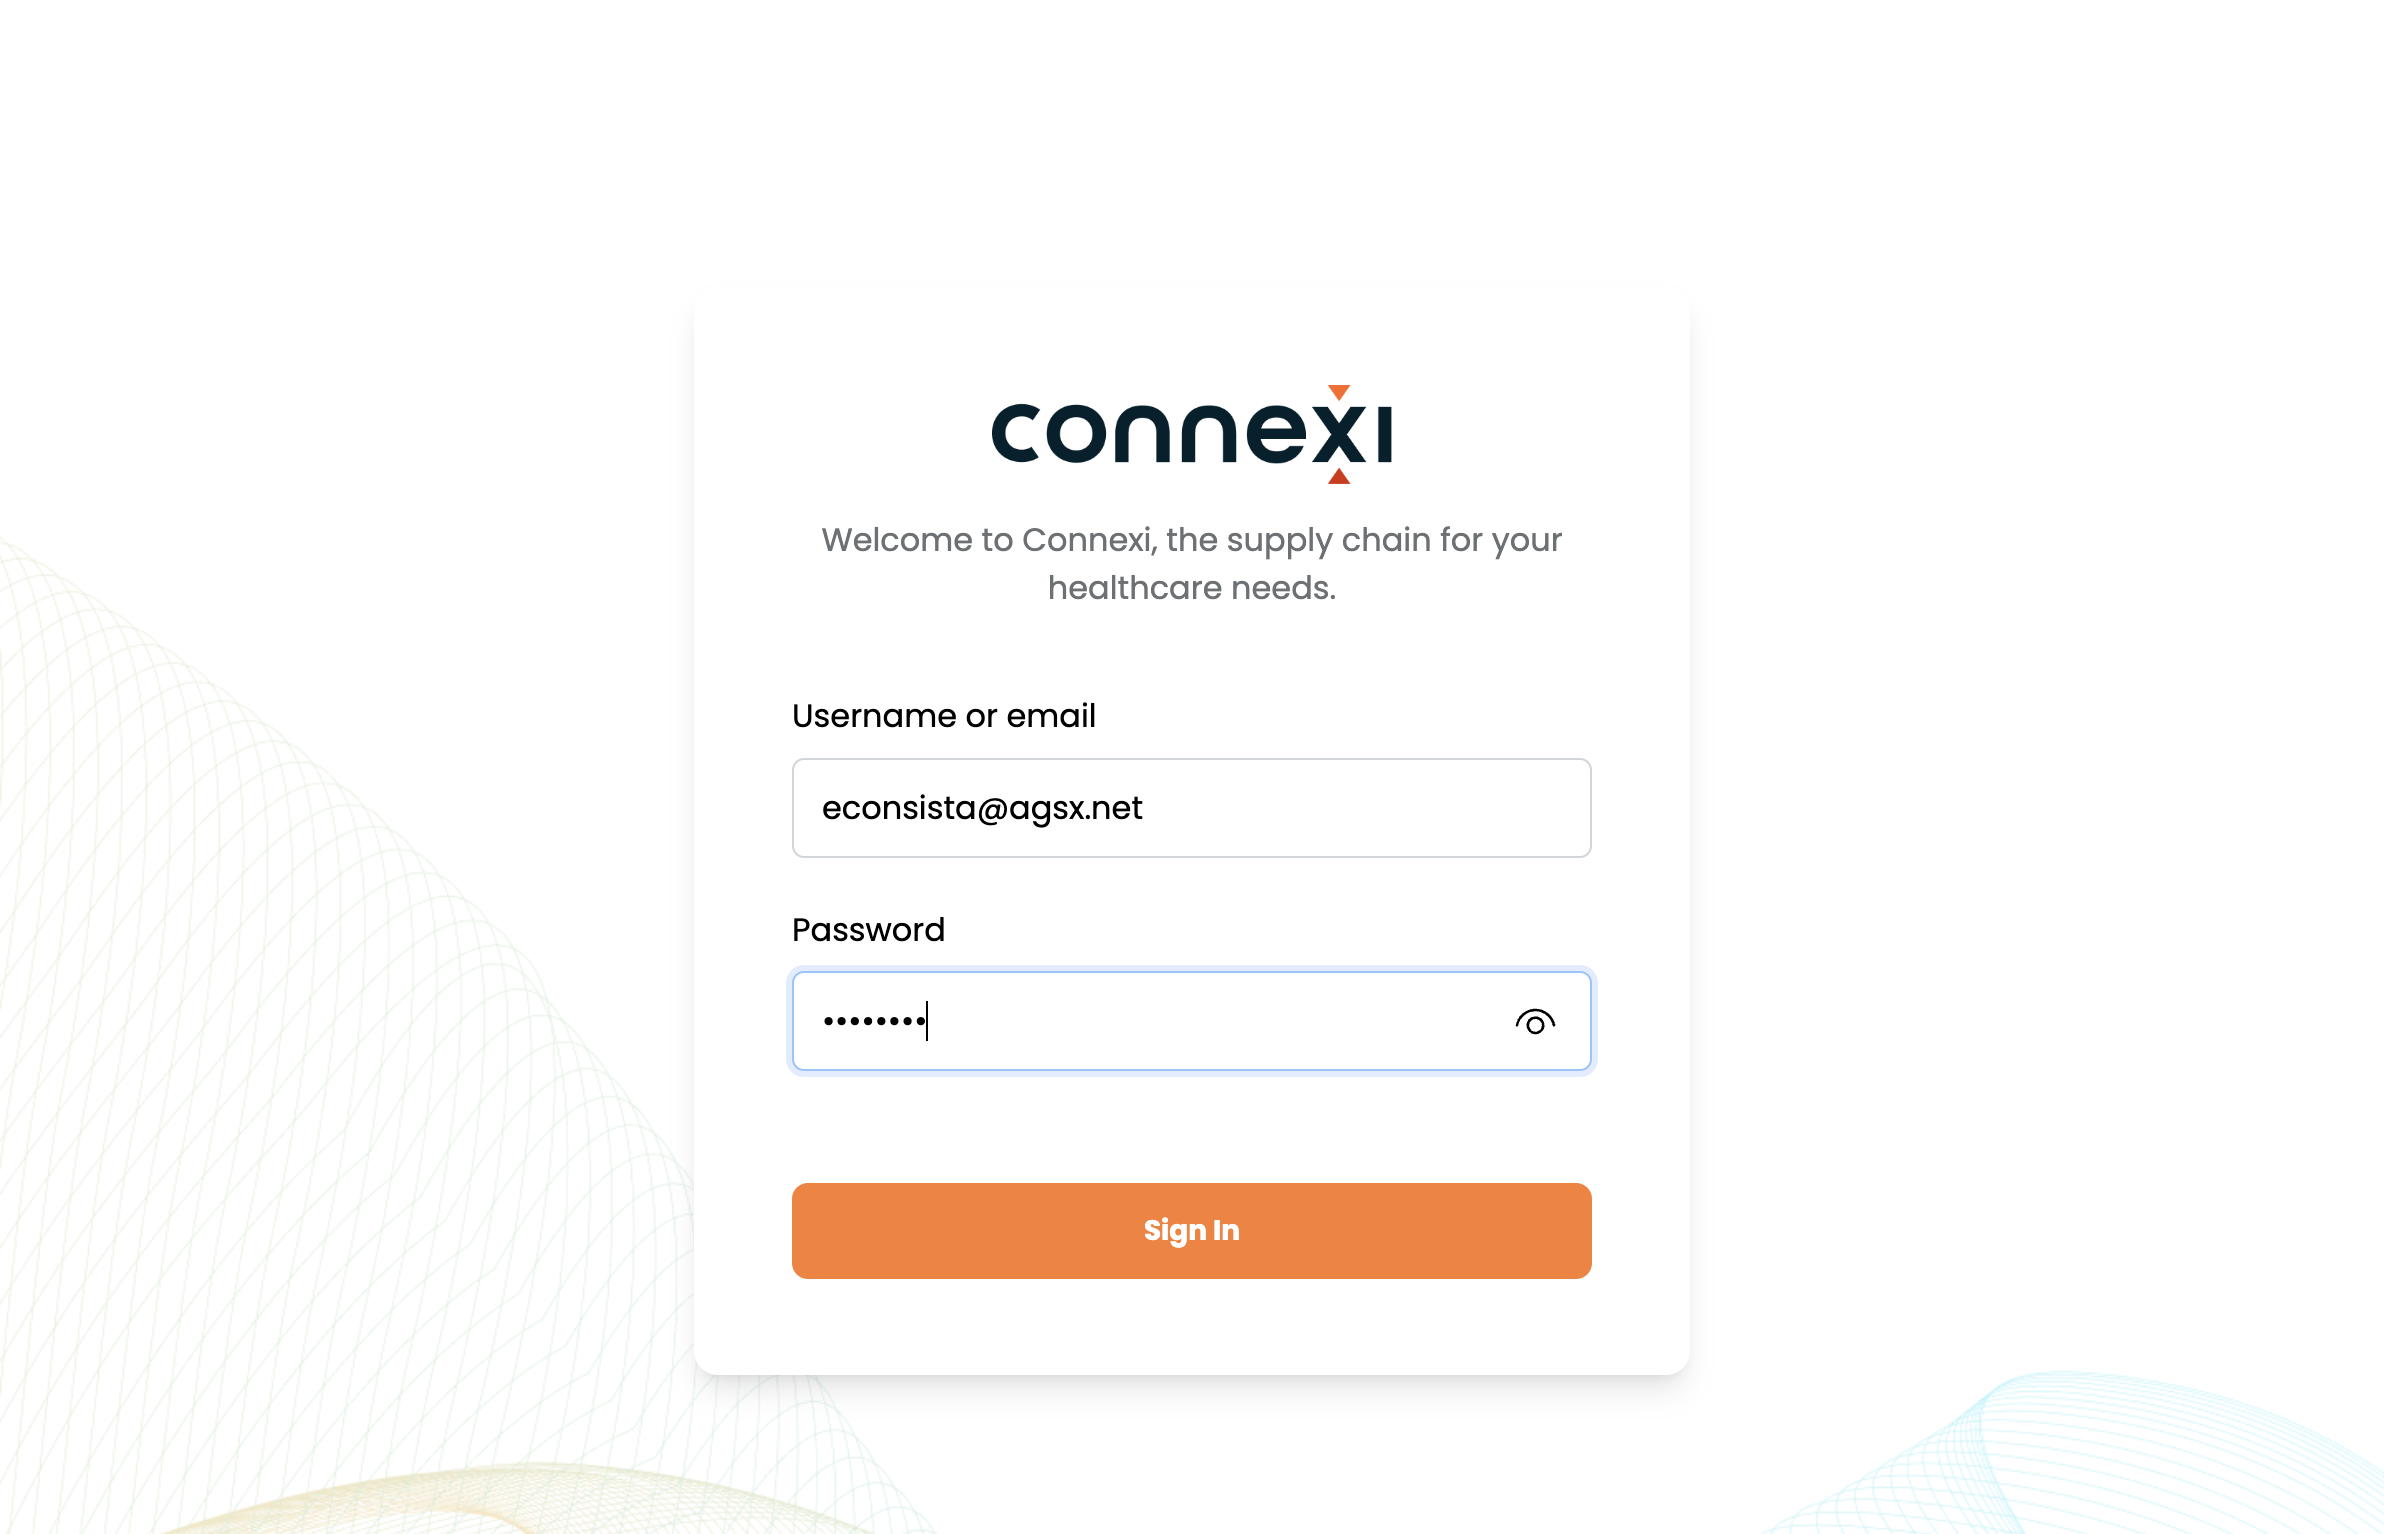 connexi
Welcome to Connexi, the supply chain for your
healthcare needs.
Username or email
econsista@agsx.net
Password
••••••••
Sign In